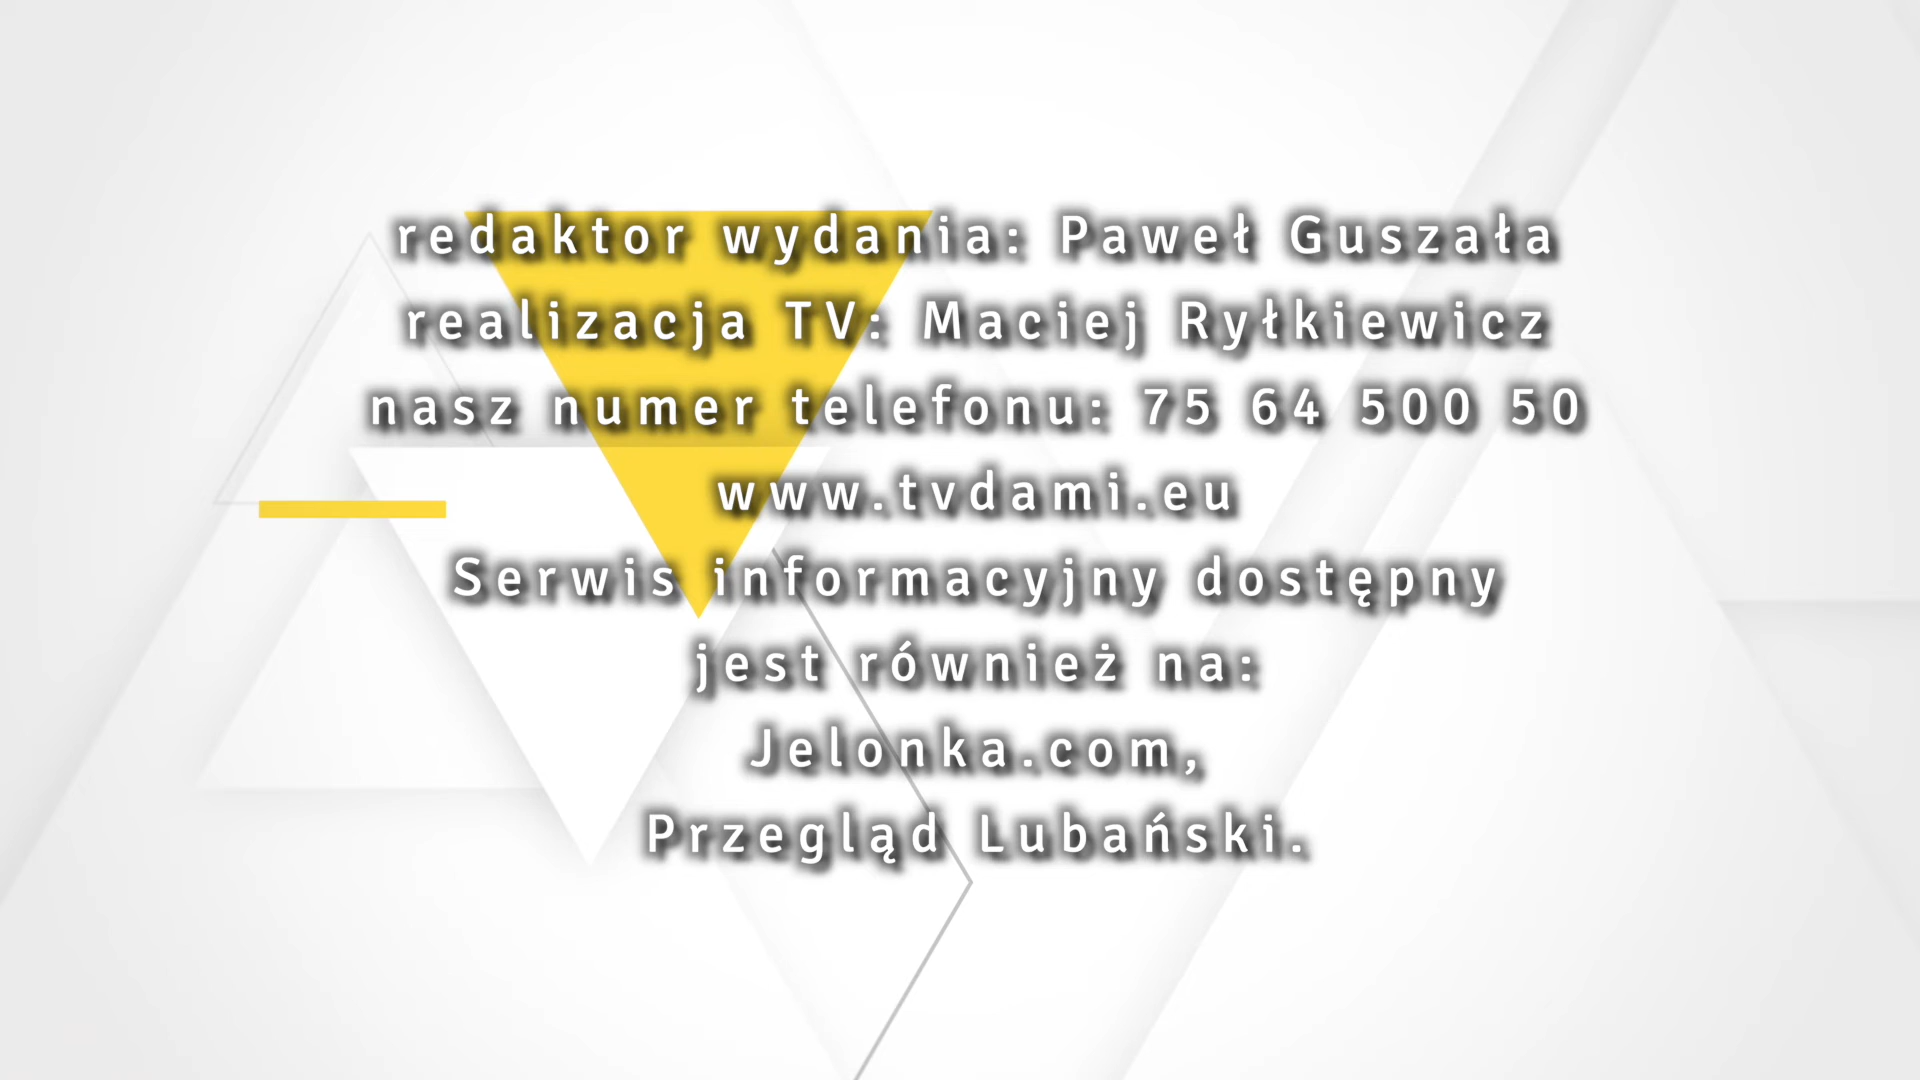 redaktor wydania: Paweł Guszała
realizacja TV: Maciej Ryłkiewicz
nasz numer telefonu: 75 64 500 50
www.tvdami.eu
Serwis informacyjny dostępny
jest również na:
Jelonka.com,
Przegląd Lubański.